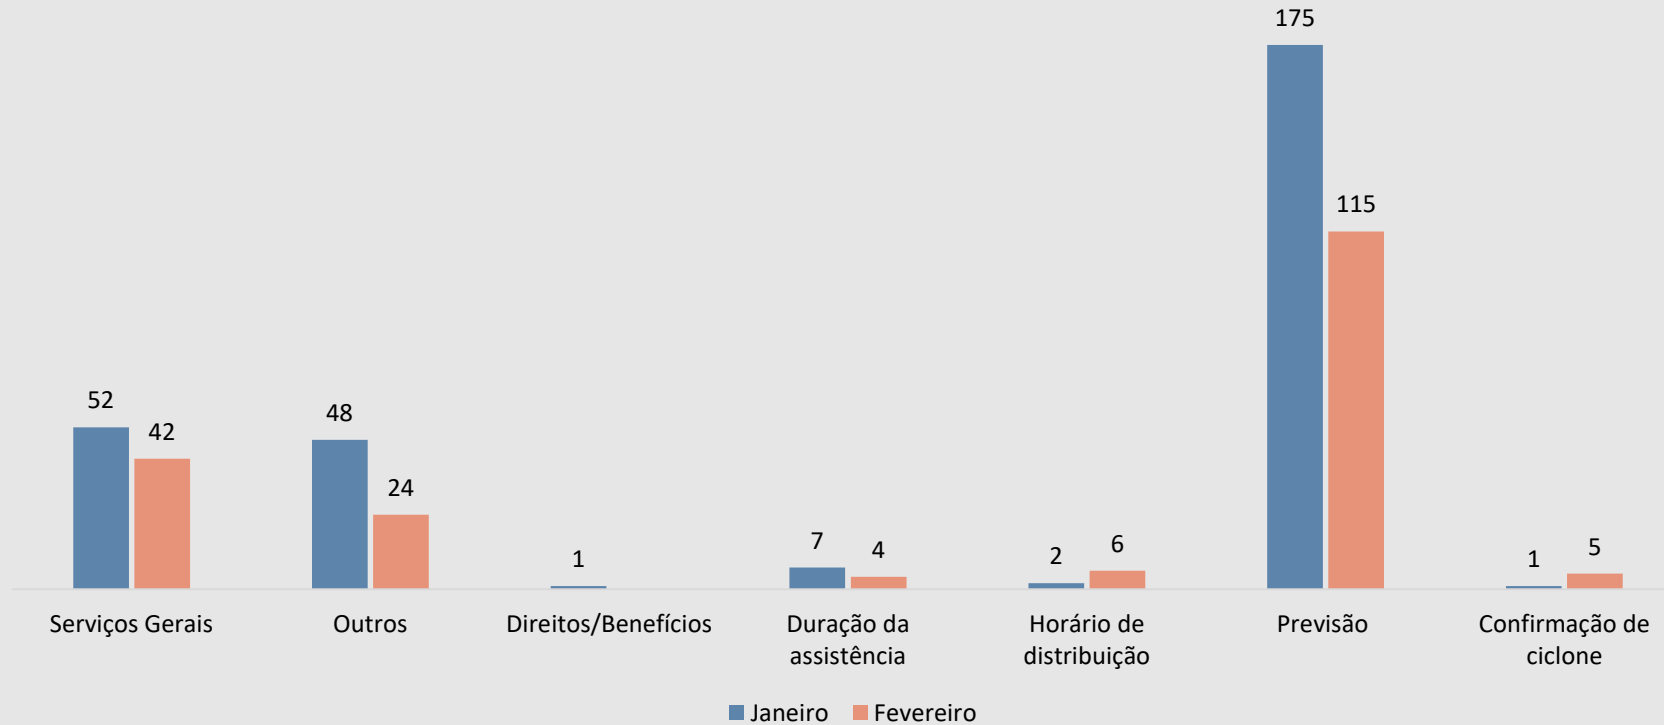 175
115
52
42
48
24
1
7
4
2
6
1
5
Serviços Gerais
Outros
Direitos/Benefícios
Duração da
assistência
Horário de
distribuição
Previsão
Confirmação de
ciclone
Janeiro
Fevereiro